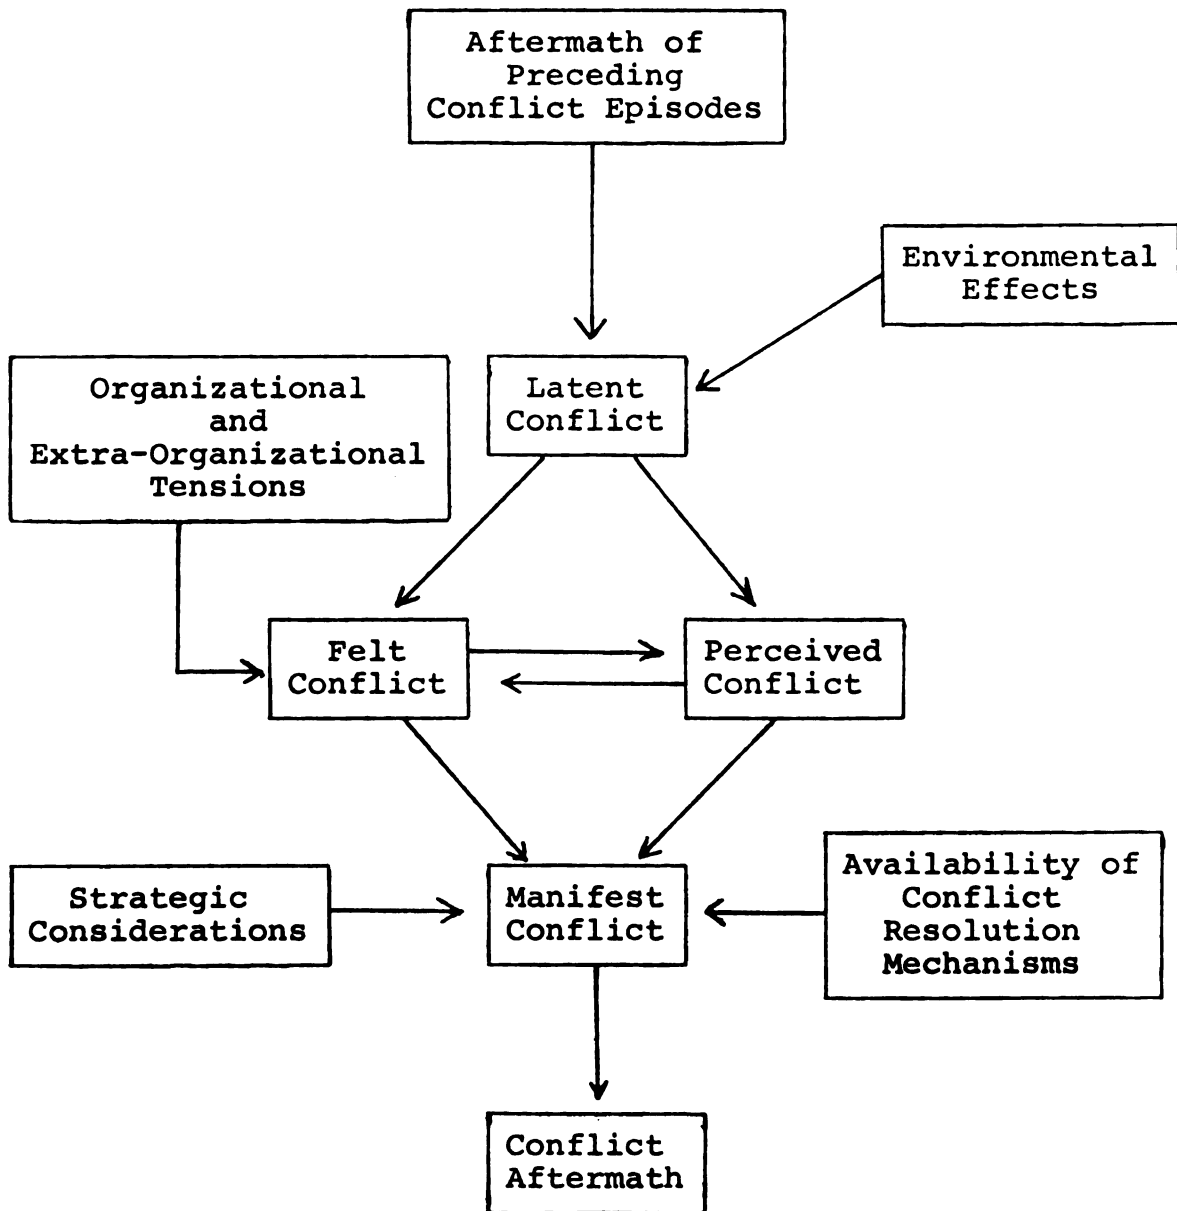 Aftermath of
Preceding
Conflict Episodes
Environmental
Effects
Organizational
and
Extra-Organizational
Tensions
Latent
Conflict
Felt
Conflict
Perceived
Conflict
Strategic
Considerations
Manifest
Conflict
Availability of
Conflict
Resolution
Mechanisms
Conflict
Aftermath